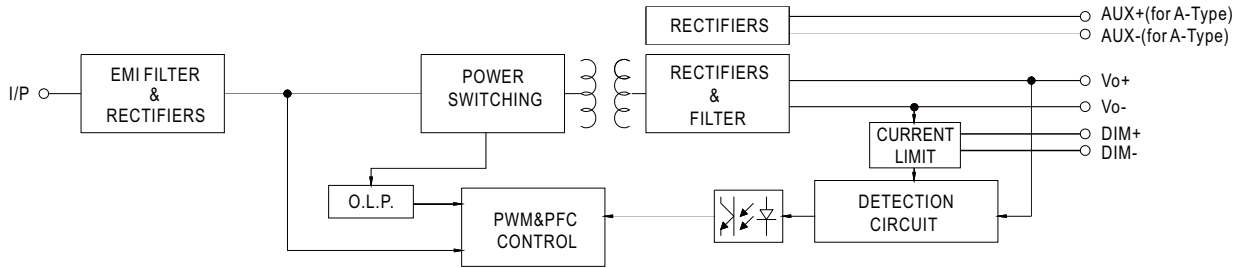 RECTIFIERS
AUX+(for A-Type)
AUX-(for A-Type)
I/P
EMI FILTER
&
RECTIFIERS
POWER
SWITCHING
RECTIFIERS
&
FILTER
Vo+
Vo-
CURRENT
LIMIT
DIM+
DIM-
O.L.P.
PWM&PFC
CONTROL
DETECTION
CIRCUIT